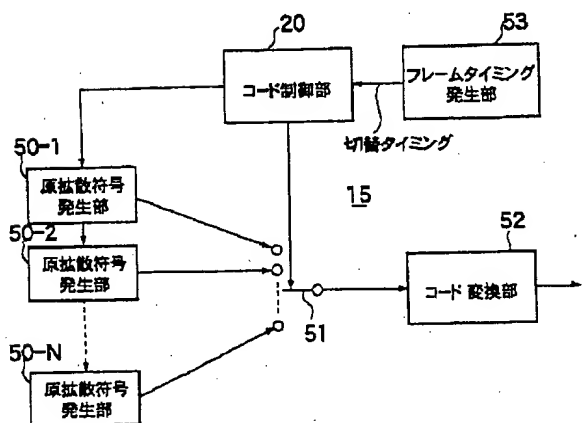 20
53
コード制御部
フレームタイミング
発生部
切替タイミング
50-1
原拡散符号
発生部
15
50-2
原拡散符号
発生部
52
コード変換部
51
50-N
原拡散符号
発生部